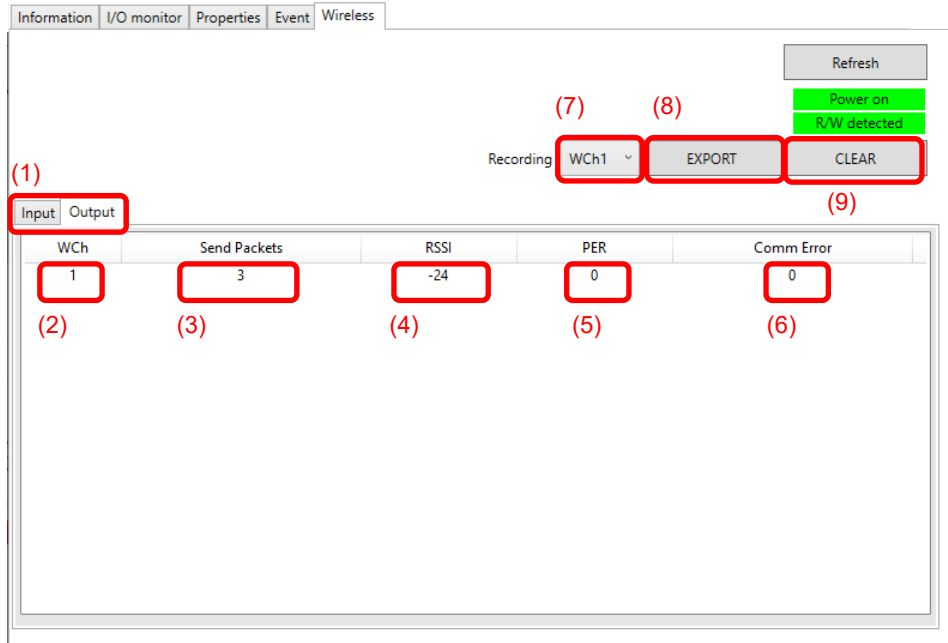 Information I/O monitor Properties Event Wireless
Refresh
Power on
R/W detected
(7) (8)
Recording WCh1 EXPORT CLEAR
(1)
(9)
Input Output
WCh Send Packets RSSI PER Comm Error
1 3 -24 0 0
(2) (3) (4) (5) (6)